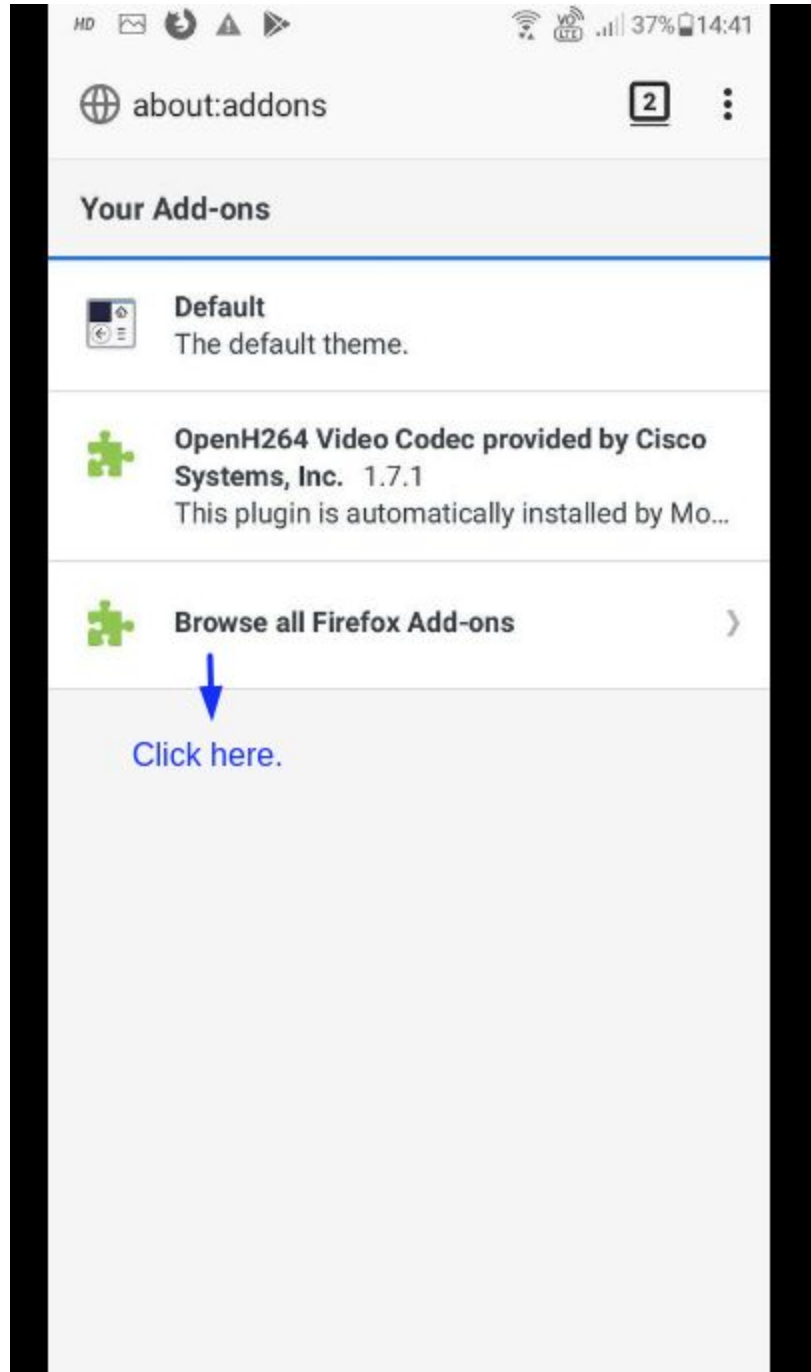 HD VO LTE 37% 14:41
about:addons 2
Your Add-ons
Default
The default theme.
OpenH264 Video Codec provided by Cisco
Systems, Inc. 1.7.1
This plugin is automatically installed by Mo...
Browse all Firefox Add-ons
Click here.